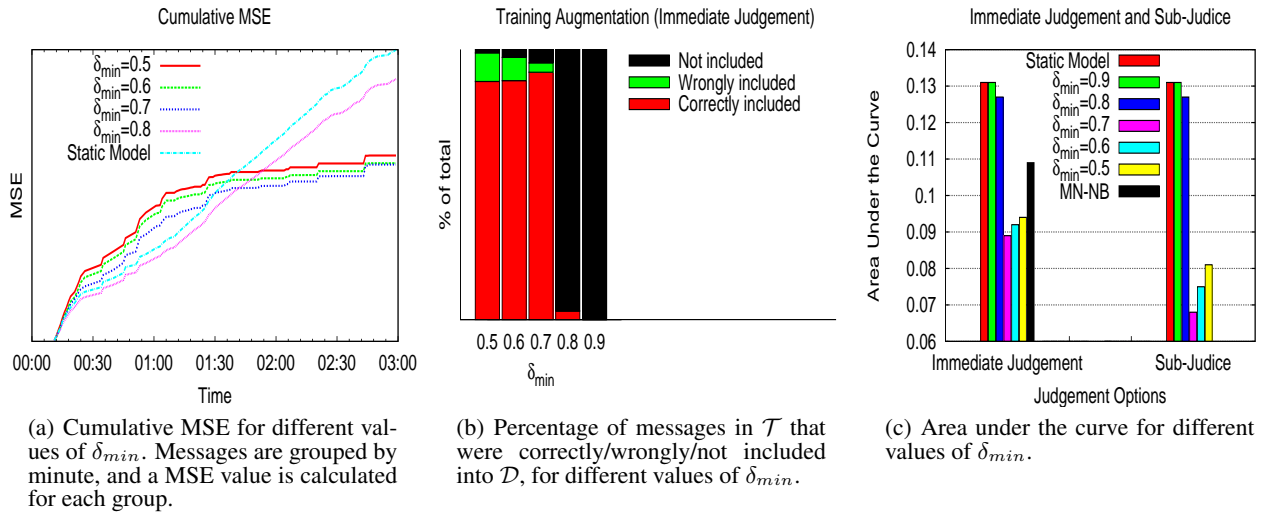 Cumulative MSE
MSE
δmin=0.5
δmin=0.6
δmin=0.7
δmin=0.8
Static Model
00:00 00:30 01:00 01:30 02:00 02:30 03:00
Time
(a) Cumulative MSE for different val-
ues of δmin. Messages are grouped by
minute, and a MSE value is calculated
for each group.
Training Augmentation (Immediate Judgement)
% of total
Not included
Wrongly included
Correctly included
0.5 0.6 0.7 0.8 0.9
δmin
(b) Percentage of messages in 𝒯 that
were correctly/wrongly/not included
into 𝒟, for different values of δmin.
Immediate Judgement and Sub-Judice
Area Under the Curve
0.14
0.13
0.12
0.11
0.1
0.09
0.08
0.07
0.06
Static Model
δmin=0.9
δmin=0.8
δmin=0.7
δmin=0.6
δmin=0.5
MN-NB
Immediate Judgement Sub-Judice
Judgement Options
(c) Area under the curve for different
values of δmin.